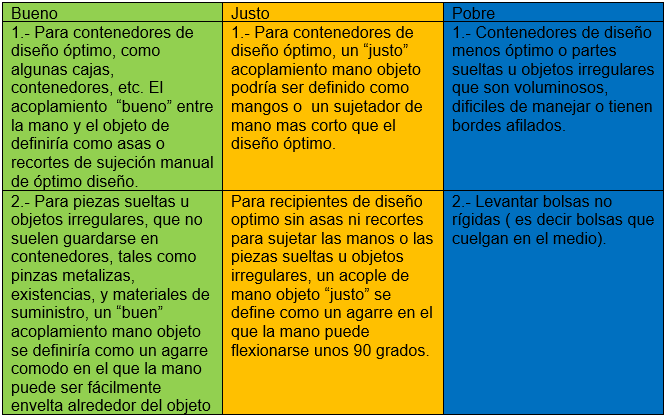 Bueno
Justo
Pobre
1.- Para contenedores de
diseño óptimo, como
algunas cajas,
contenedores, etc. El
acoplamiento “bueno” entre
la mano y el objeto de
definiría como asas o
recortes de sujeción manual
de óptimo diseño.
1.- Para contenedores de
diseño óptimo, un “justo”
acoplamiento mano objeto
podría ser definido como
mangos o un sujetador de
mano mas corto que el
diseño óptimo.
1.- Contenedores de diseño
menos óptimo o partes
sueltas u objetos irregulares
que son voluminosos,
dificiles de manejar o tienen
bordes afilados.
2.- Para piezas sueltas u
objetos irregulares, que no
suelen guardarse en
contenedores, tales como
pinzas metalizas,
existencias, y materiales de
suministro, un “buen”
acoplamiento mano objeto
se definiría como un agarre
comodo en el que la mano
puede ser fácilmente
envelta alrededor del objeto
Para recipientes de diseño
optimo sin asas ni recortes
para sujetar las manos o las
piezas sueltas u objetos
irregulares, un acople de
mano objeto “justo” se
define como un agarre en el
que la mano puede
flexionarse unos 90 grados.
2.- Levantar bolsas no
rígidas ( es decir bolsas que
cuelgan en el medio).